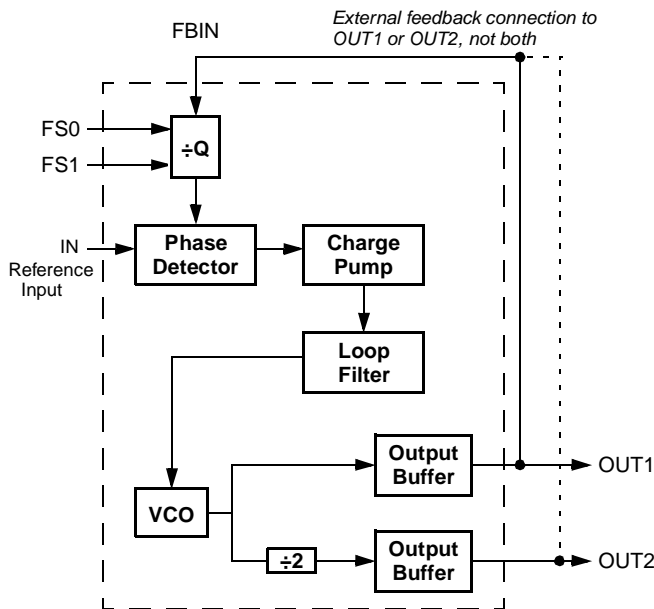 External feedback connection to
OUT1 or OUT2, not both
FBIN
FS0
FS1
÷Q
IN
Reference
Input
Phase
Detector
Charge
Pump
Loop
Filter
VCO
Output
Buffer
OUT1
÷2
Output
Buffer
OUT2